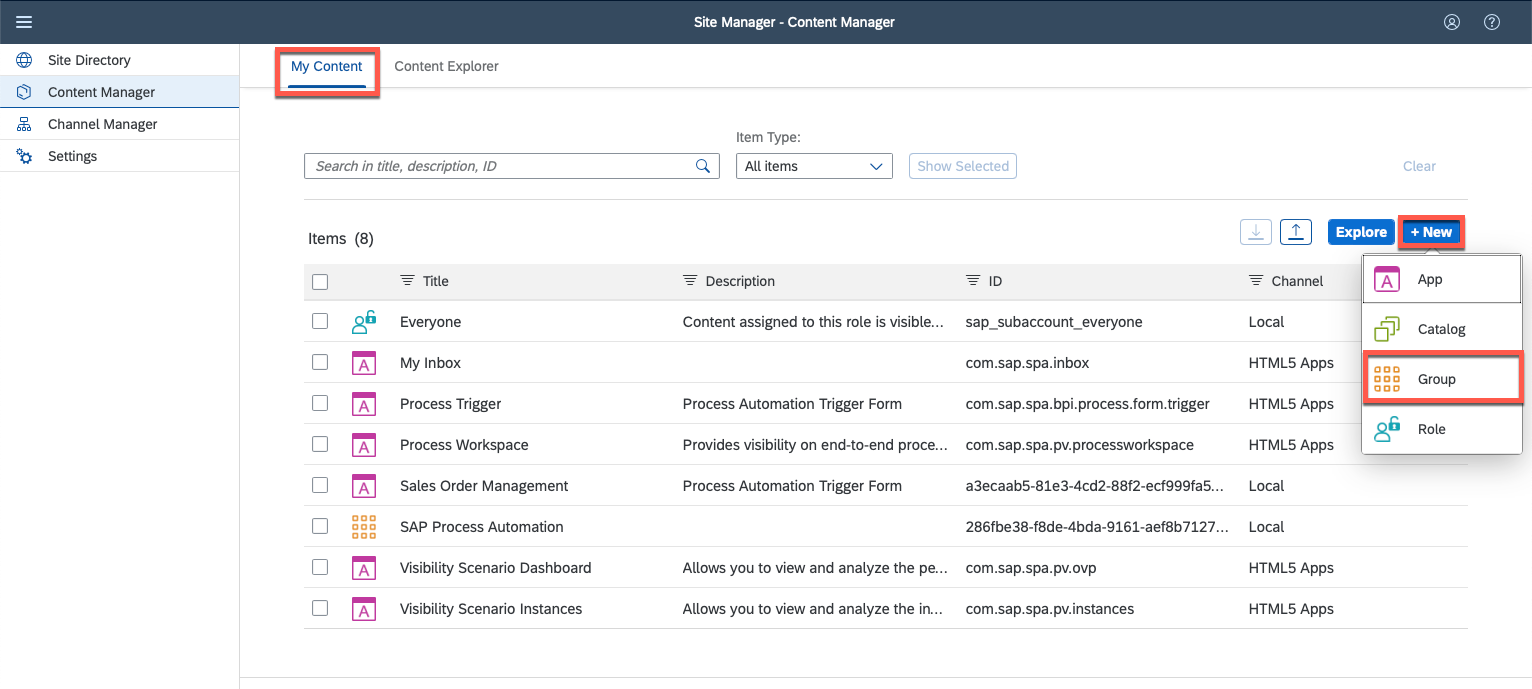 Site Manager - Content Manager
Site Directory
Content Manager
Channel Manager
Settings
My Content Content Explorer
Item Type:
Search in title, description, ID All items Show Selected Clear
Items (8) Explore + New
Title Description ID Channel
Everyone Content assigned to this role is visible... sap_subaccount_everyone Local
My Inbox com.sap.spa.inbox HTML5 Apps
Process Trigger Process Automation Trigger Form com.sap.spa.bpi.process.form.trigger HTML5 Apps
Process Workspace Provides visibility on end-to-end proce... com.sap.spa.pv.processworkspace HTML5 Apps
Sales Order Management Process Automation Trigger Form a3ecaab5-81e3-4cd2-88f2-ecf999fa5... Local
SAP Process Automation 286fbe38-f8de-4bda-9161-aef8b7127... Local
Visibility Scenario Dashboard Allows you to view and analyze the pe... com.sap.spa.pv.ovp HTML5 Apps
Visibility Scenario Instances Allows you to view and analyze the in... com.sap.spa.pv.instances HTML5 Apps
App
Catalog
Group
Role